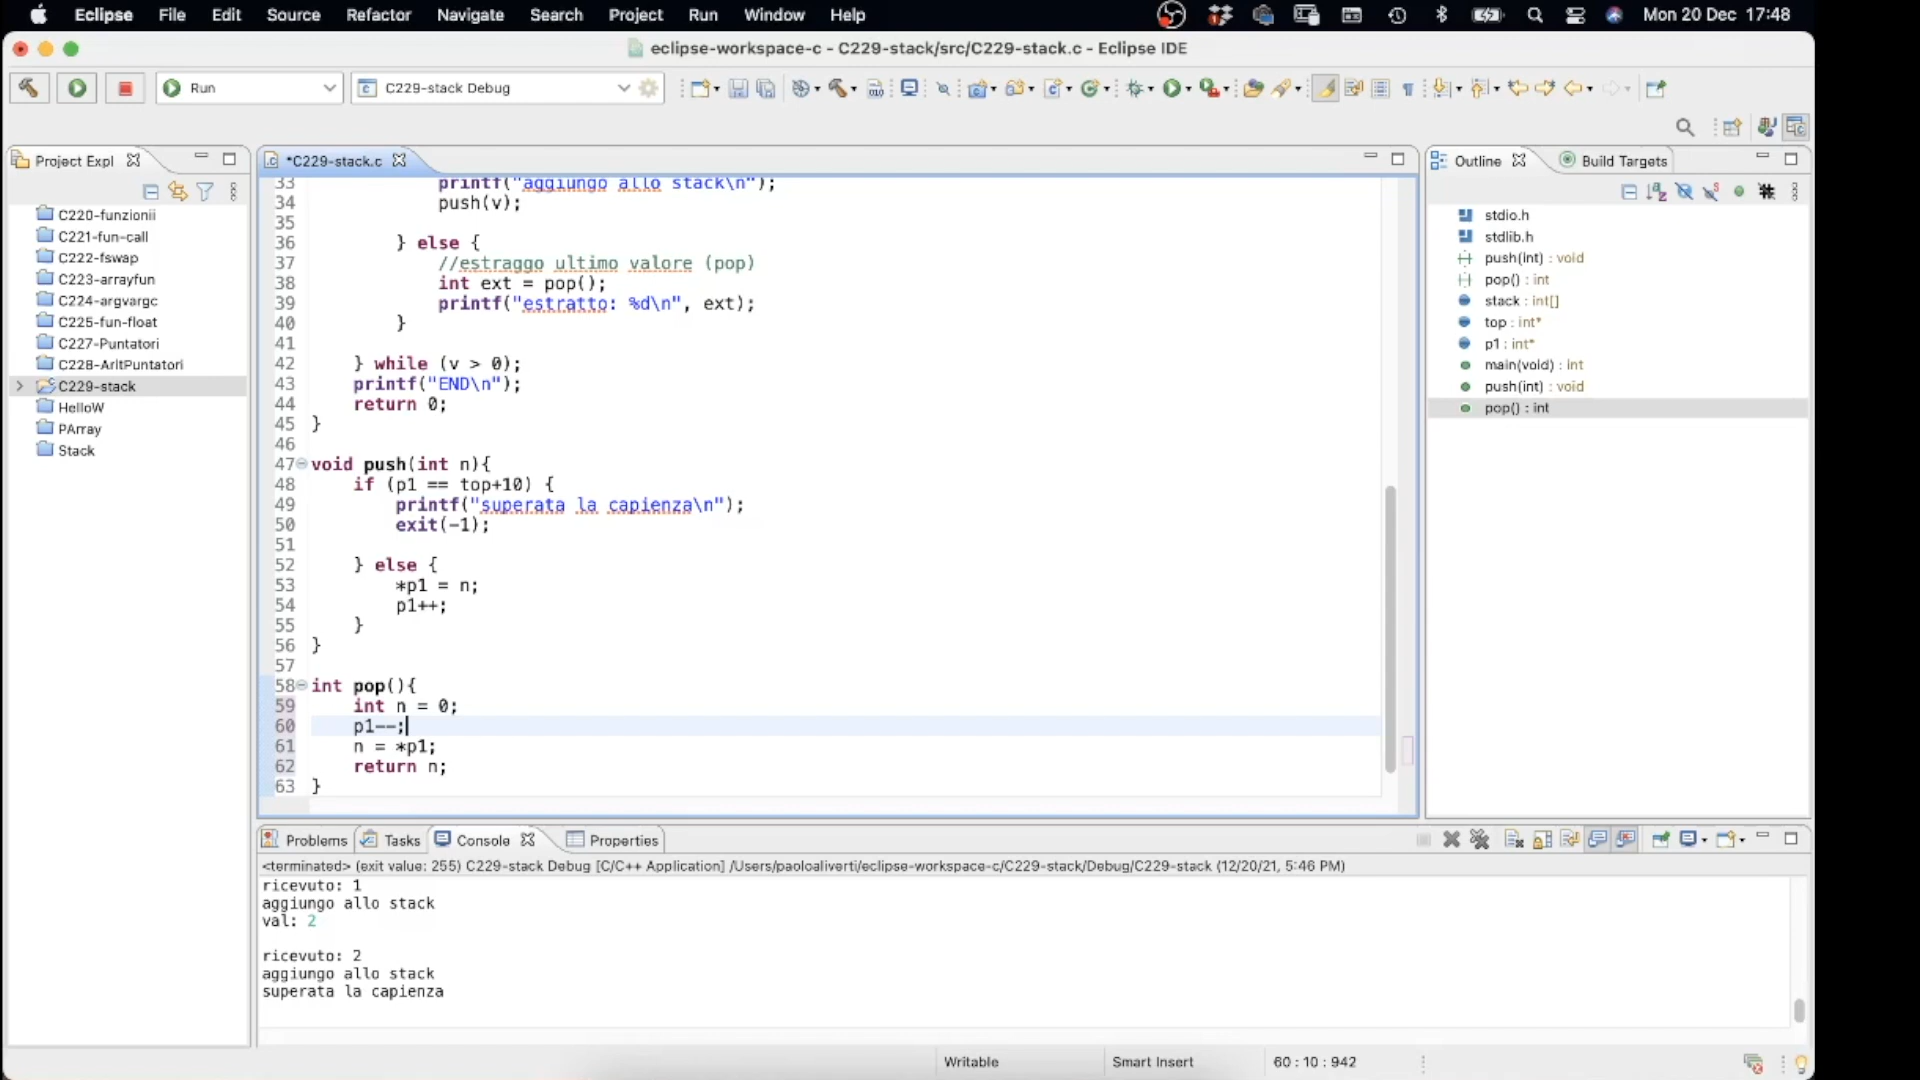 Eclipse File Edit Source Refactor Navigate Search Project Run Window Help Mon 20 Dec 17:48
eclipse-workspace-c - C229-stack/src/C229-stack.c - Eclipse IDE
Run C229-stack Debug
Project Expl
C220-funzionii
C221-fun-call
C222-fswap
C223-arrayfun
C224-argvargc
C225-fun-float
C227-Puntatori
C228-AritPuntatori
C229-stack
HelloW
PArray
Stack
*C229-stack.c
33 printf("aggiungo allo stack\n");
34 push(v);
35
36 } else {
37 //estraggo ultimo valore (pop)
38 int ext = pop();
39 printf("estratto: %d\n", ext);
40 }
41
42 } while (v > 0);
43 printf("END\n");
44 return 0;
45 }
46
47 void push(int n){
48 if (p1 == top+10) {
49 printf("superata la capienza\n");
50 exit(-1);
51
52 } else {
53 *p1 = n;
54 p1++;
55 }
56 }
57
58 int pop(){
59 int n = 0;
60 p1--;
61 n = *p1;
62 return n;
63 }
Outline Build Targets
stdio.h
stdlib.h
push(int) : void
pop() : int
stack : int[]
top : int*
p1 : int*
main(void) : int
push(int) : void
pop() : int
Problems Tasks Console Properties
<terminated> (exit value: 255) C229-stack Debug [C/C++ Application] /Users/paoloaliverti/eclipse-workspace-c/C229-stack/Debug/C229-stack (12/20/21, 5:46 PM)
ricevuto: 1
aggiungo allo stack
val: 2
ricevuto: 2
aggiungo allo stack
superata la capienza
Writable Smart Insert 60 : 10 : 942